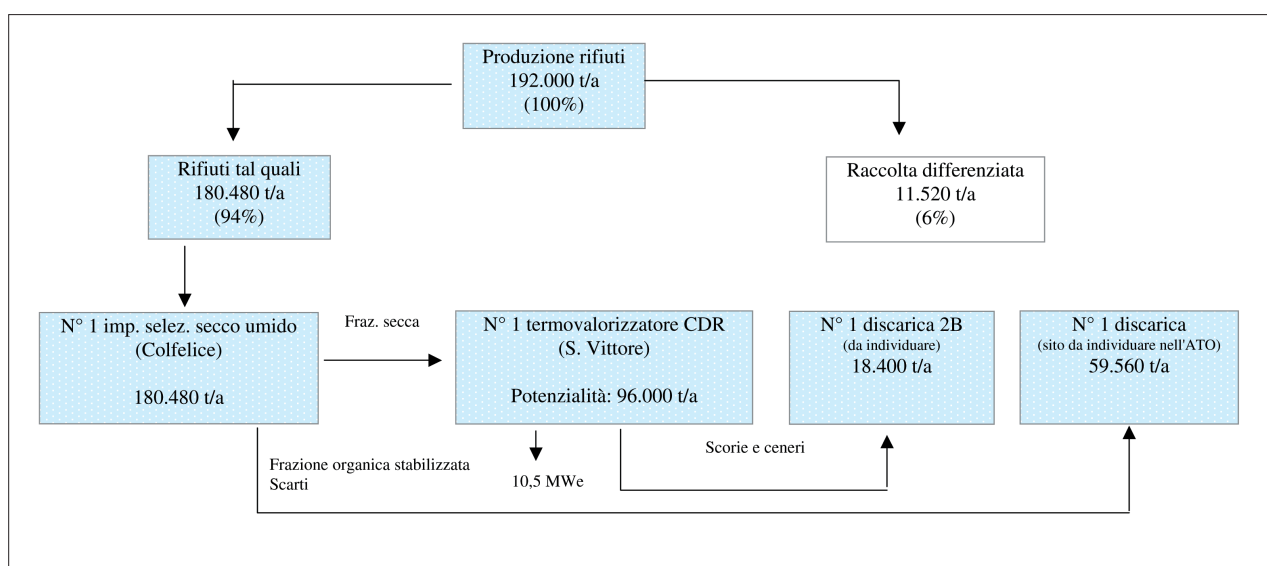 Produzione rifiuti
192.000 t/a
(100%)
Rifiuti tal quali
180.480 t/a
(94%)
Raccolta differenziata
11.520 t/a
(6%)
N° 1 imp. selez. secco umido
(Colfelice)
180.480 t/a
Fraz. secca
N° 1 termovalorizzatore CDR
(S. Vittore)
Potenzialità: 96.000 t/a
N° 1 discarica 2B
(da individuare)
18.400 t/a
N° 1 discarica
(sito da individuare nell'ATO)
59.560 t/a
Frazione organica stabilizzata
Scarti
10,5 MWe
Scorie e ceneri